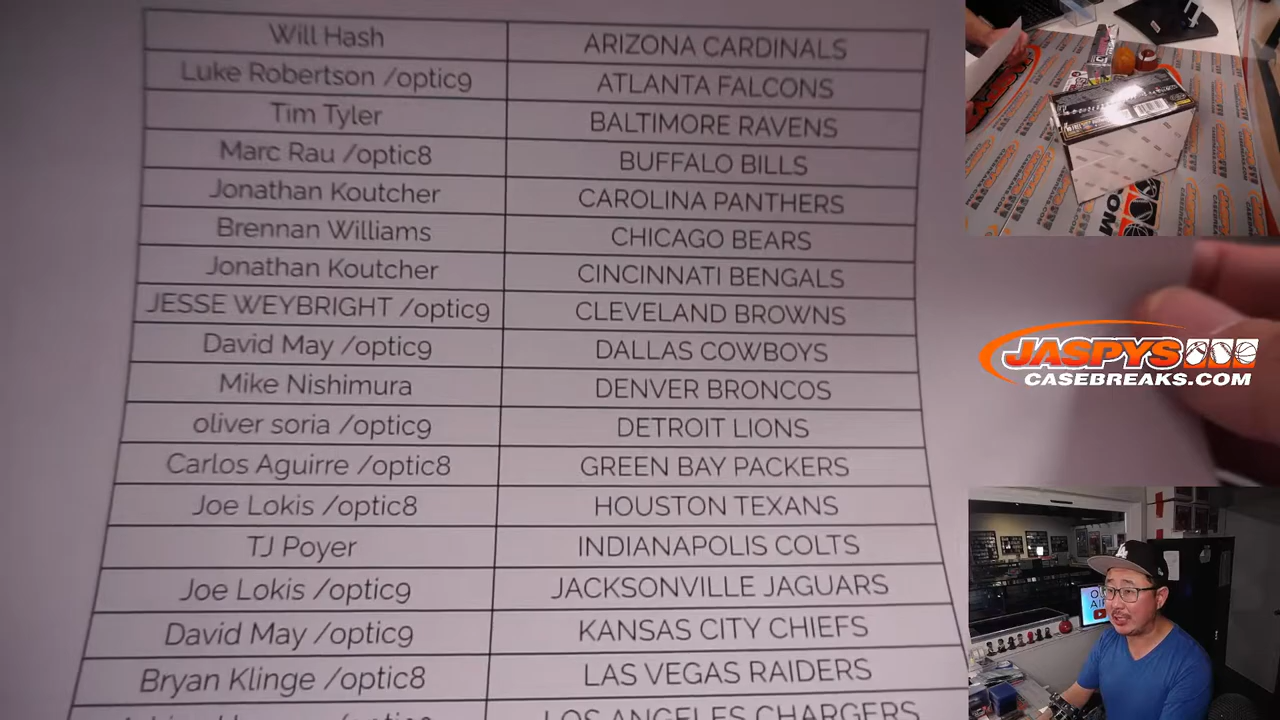 Will Hash ARIZONA CARDINALS
Luke Robertson /optic9 ATLANTA FALCONS
Tim Tyler BALTIMORE RAVENS
Marc Rau /optic8 BUFFALO BILLS
Jonathan Koutcher CAROLINA PANTHERS
Brennan Williams CHICAGO BEARS
Jonathan Koutcher CINCINNATI BENGALS
JESSE WEYBRIGHT /optic9 CLEVELAND BROWNS
David May /optic9 DALLAS COWBOYS
Mike Nishimura DENVER BRONCOS
oliver soria /optic9 DETROIT LIONS
Carlos Aguirre /optic8 GREEN BAY PACKERS
Joe Lokis /optic8 HOUSTON TEXANS
TJ Poyer INDIANAPOLIS COLTS
Joe Lokis /optic9 JACKSONVILLE JAGUARS
David May /optic9 KANSAS CITY CHIEFS
Bryan Klinge /optic8 LAS VEGAS RAIDERS
LOS ANGELES CHARGERS
JASPYS
CASEBREAKS.COM